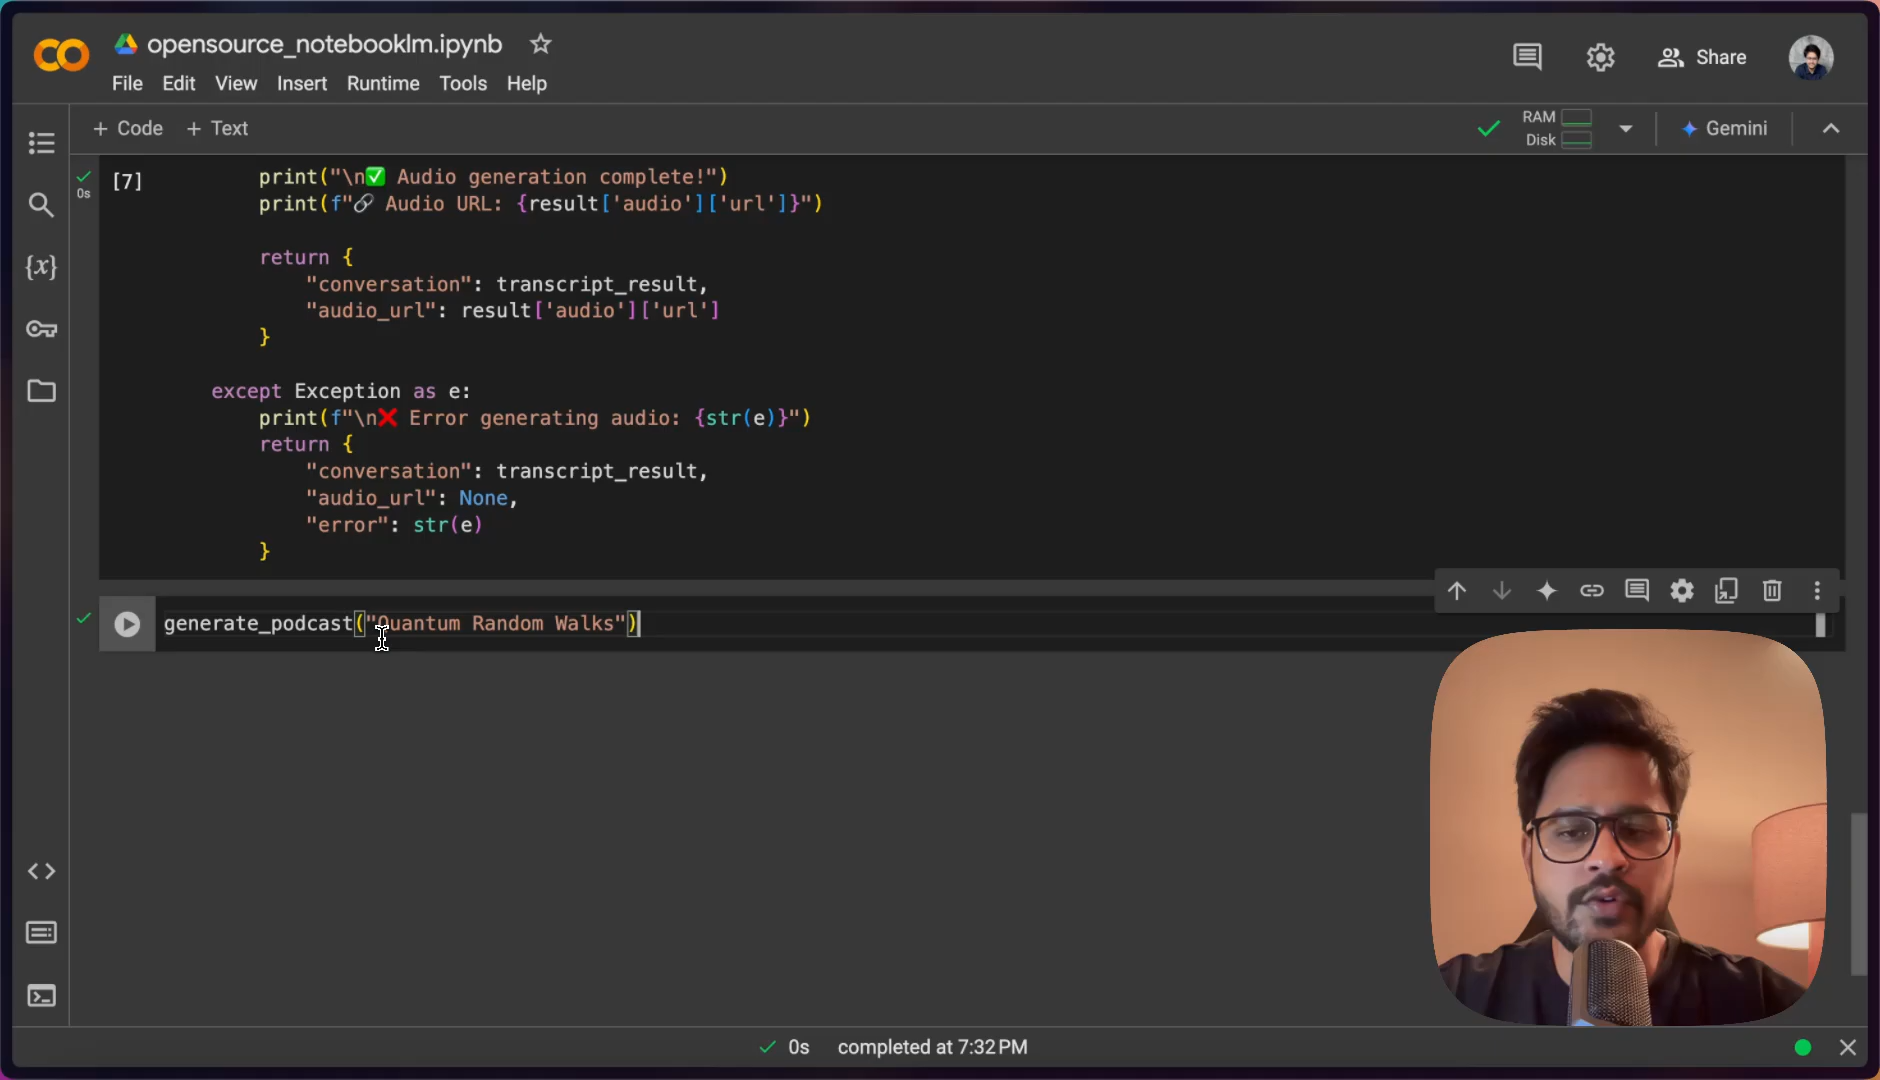 opensource_notebooklm.ipynb
Share
File Edit View Insert Runtime Tools Help
+ Code + Text
RAM
Disk
Gemini
0s
[7]
print("\n✅ Audio generation complete!")
print(f"🔗 Audio URL: {result['audio']['url']}")
return {
"conversation": transcript_result,
"audio_url": result['audio']['url']
}
except Exception as e:
print(f"\n❌ Error generating audio: {str(e)}")
return {
"conversation": transcript_result,
"audio_url": None,
"error": str(e)
}
generate_podcast("Quantum Random Walks")
0s completed at 7:32 PM